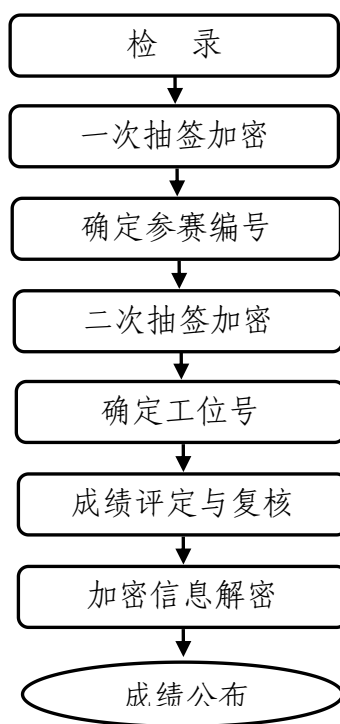 检 录
一次抽签加密
确定参赛编号
二次抽签加密
确定工位号
成绩评定与复核
加密信息解密
成绩公布